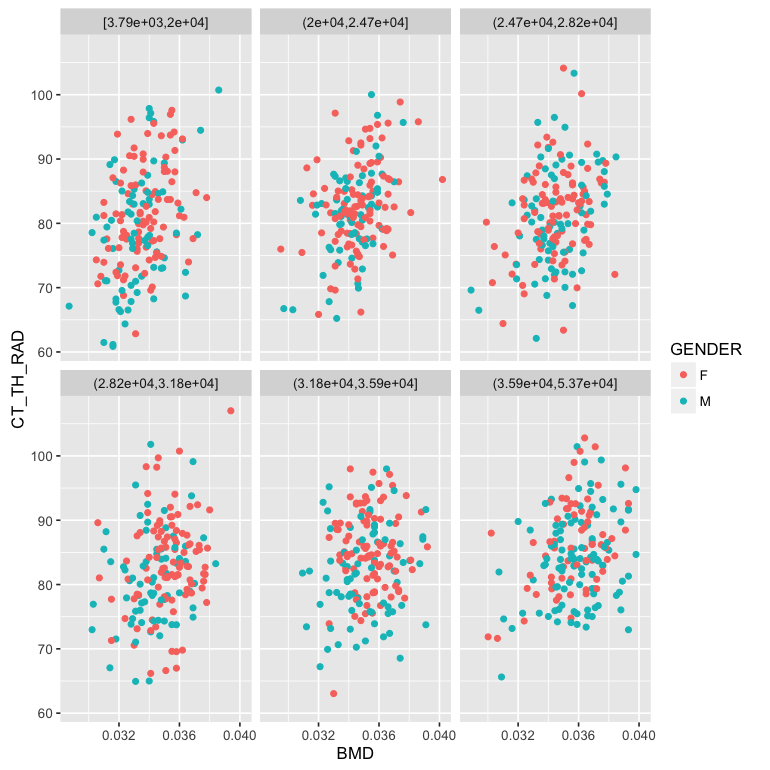 [3.79e+03,2e+04] (2e+04,2.47e+04] (2.47e+04,2.82e+04]
100
90
80
70
60
(2.82e+04,3.18e+04] (3.18e+04,3.59e+04] (3.59e+04,5.37e+04]
100
90
80
70
60
0.032 0.036 0.040 0.032 0.036 0.040 0.032 0.036 0.040
BMD
CT_TH_RAD
GENDER
F
M